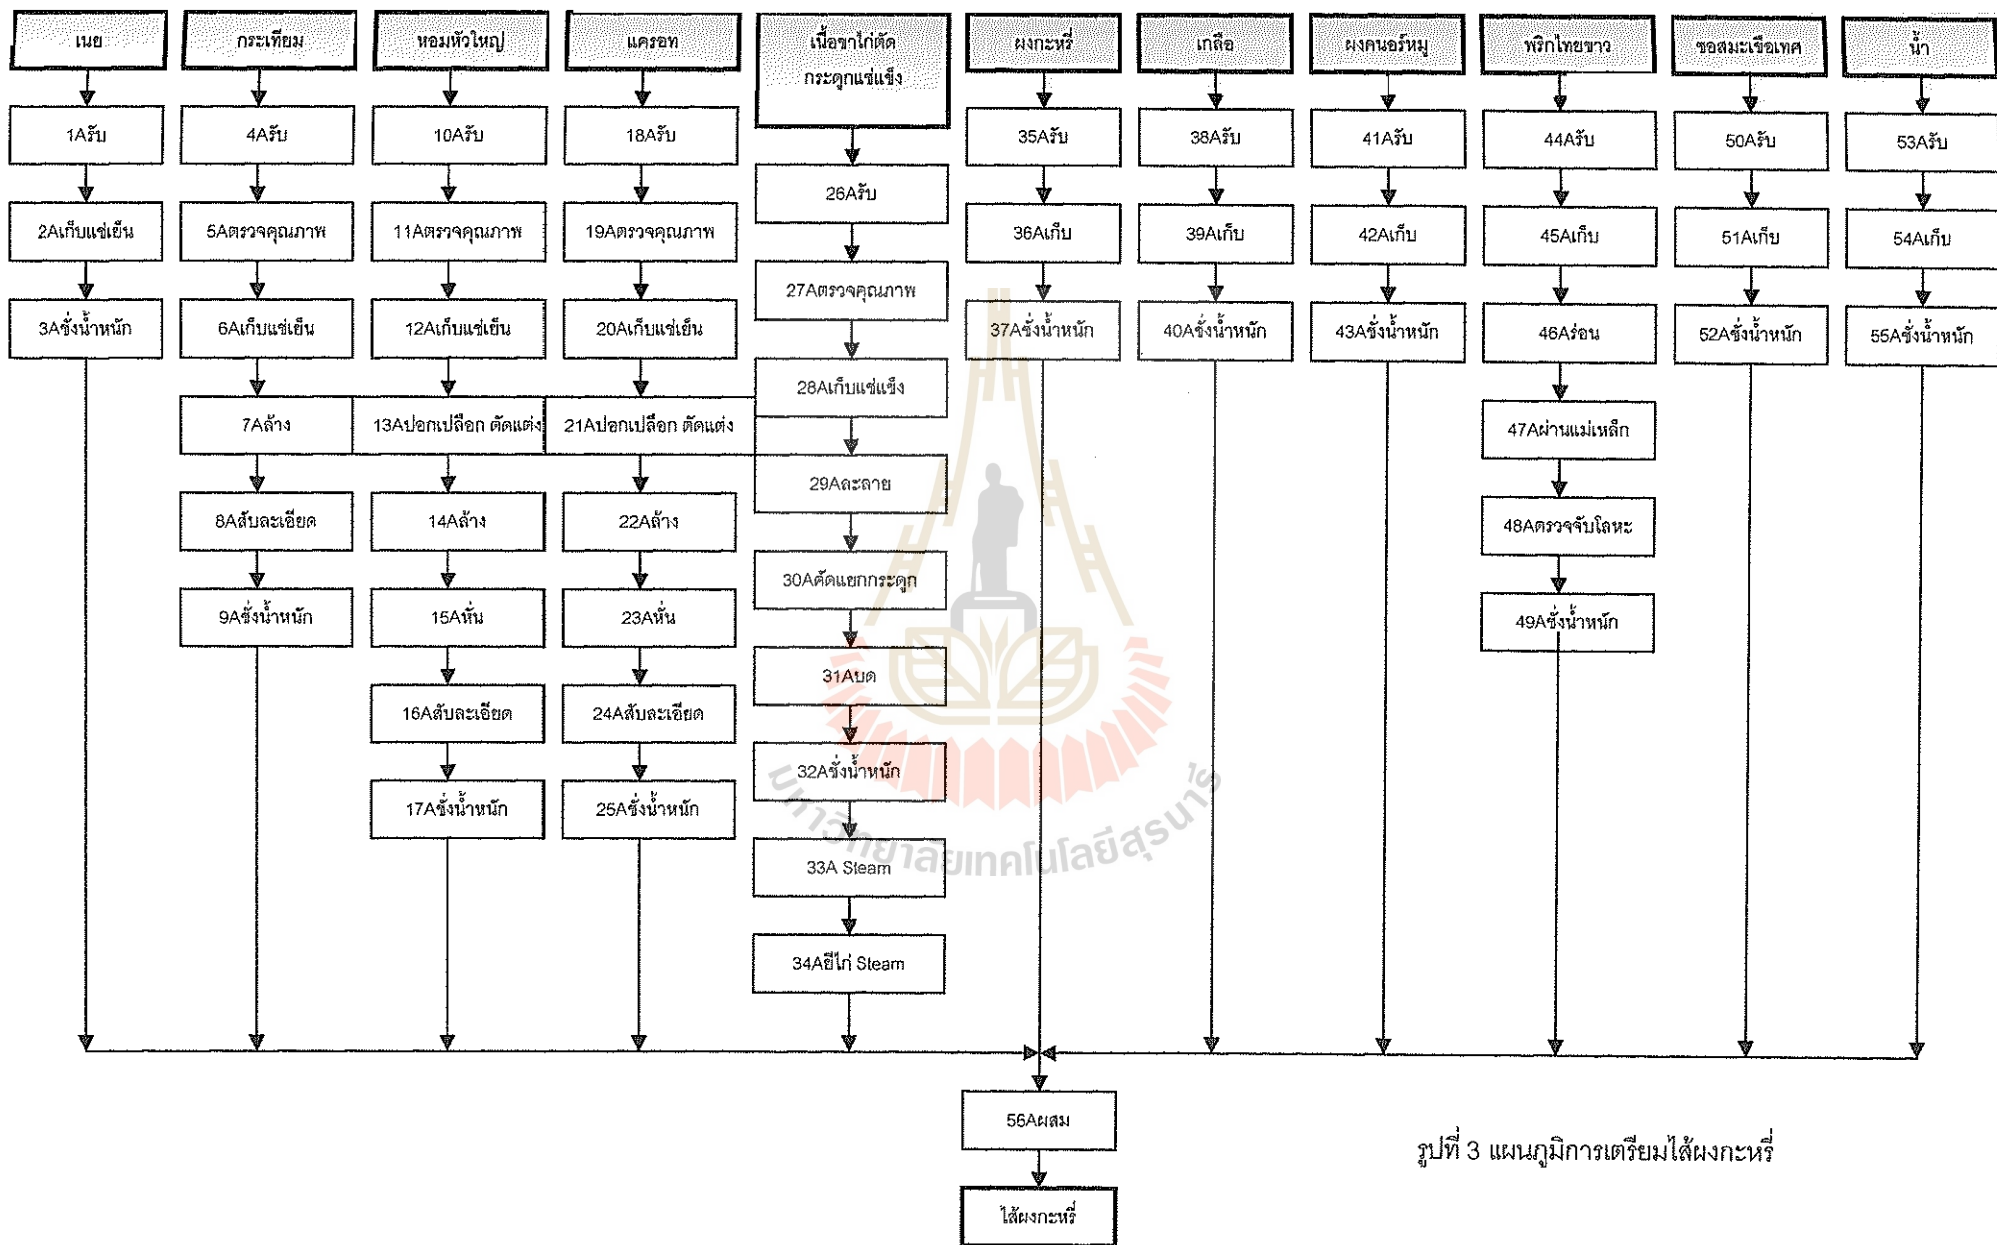 เนย
กระเทียม
หอมหัวใหญ่
แครอท
เนื้อขาไก่ตัด
กระดูกแช่แข็ง
ผงกะหรี่
เกลือ
ผงคนอร์หมู
พริกไทยขาว
ซอสมะเขือเทศ
น้ำ
1Aรับ
4Aรับ
10Aรับ
18Aรับ
26Aรับ
35Aรับ
38Aรับ
41Aรับ
44Aรับ
50Aรับ
53Aรับ
2Aเก็บแช่เย็น
5Aตรวจคุณภาพ
11Aตรวจคุณภาพ
19Aตรวจคุณภาพ
27Aตรวจคุณภาพ
36Aเก็บ
39Aเก็บ
42Aเก็บ
45Aเก็บ
51Aเก็บ
54Aเก็บ
3Aชั่งน้ำหนัก
6Aเก็บแช่เย็น
12Aเก็บแช่เย็น
20Aเก็บแช่เย็น
28Aเก็บแช่แข็ง
37Aชั่งน้ำหนัก
40Aชั่งน้ำหนัก
43Aชั่งน้ำหนัก
46Aร่อน
52Aชั่งน้ำหนัก
55Aชั่งน้ำหนัก
7Aล้าง
13Aปอกเปลือก ตัดแต่ง
21Aปอกเปลือก ตัดแต่ง
29Aละลาย
47Aผ่านแม่เหล็ก
8Aสับละเอียด
14Aล้าง
22Aล้าง
30Aคัดแยกกระดูก
48Aตรวจจับโลหะ
9Aชั่งน้ำหนัก
15Aหั่น
23Aหั่น
31Aบด
49Aชั่งน้ำหนัก
16Aสับละเอียด
24Aสับละเอียด
32Aชั่งน้ำหนัก
17Aชั่งน้ำหนัก
25Aชั่งน้ำหนัก
33A Steam
34Aยีไก่ Steam
มหาวิทยาลัยเทคโนโลยีสุรนารี
56Aผสม
ไส้ผงกะหรี่
รูปที่ 3 แผนภูมิการเตรียมไส้ผงกะหรี่